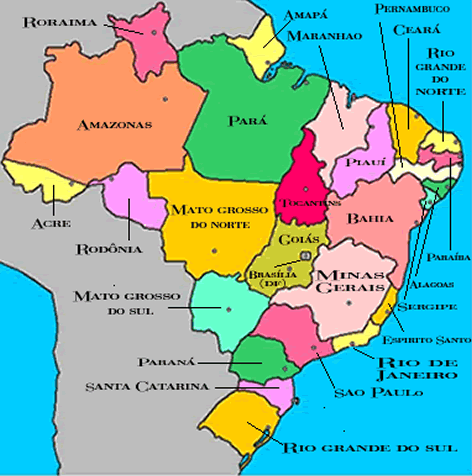 Roraima
Amapá
Pernambuco
Maranhao
Ceará
Rio
Grande
do
Norte
Amazonas
Pará
Piauí
Acre
Rodônia
Mato Grosso
do Norte
Tocantins
Bahia
Goiás
Brasília
(DF)
Minas
Gerais
Paraíba
Alagoas
Sergipe
Espirito Santo
Mato Grosso
do Sul
Rio de
Janeiro
Paraná
Santa Catarina
São Paulo
Rio Grande do Sul